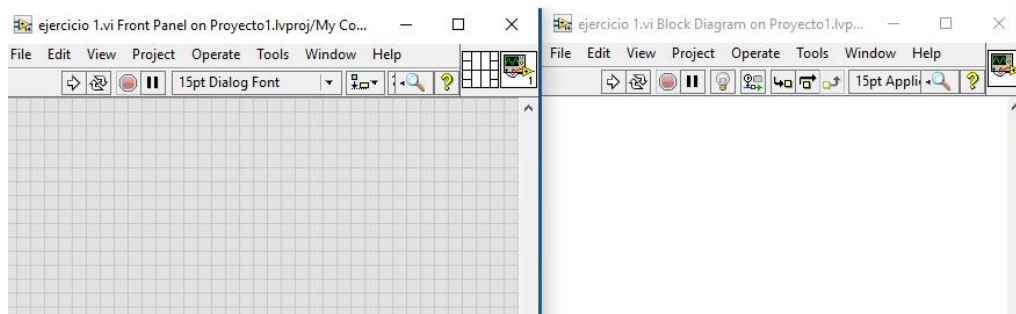 ejercicio 1.vi Front Panel on Proyecto1.lvproj/My Co...
File Edit View Project Operate Tools Window Help
15pt Dialog Font
1
ejercicio 1.vi Block Diagram on Proyecto1.lvp...
File Edit View Project Operate Tools Window Help
15pt Appli